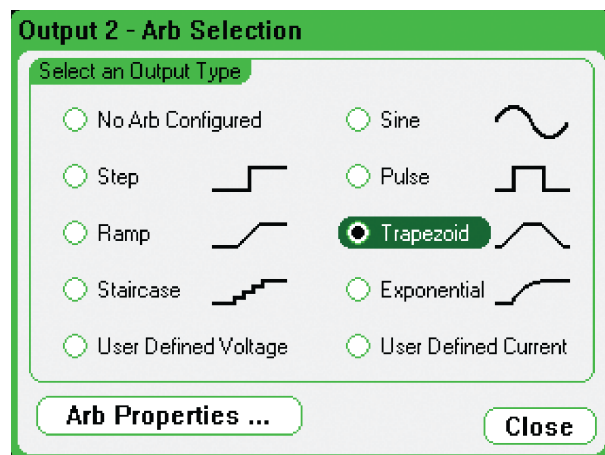 Output 2 - Arb Selection
Select an Output Type
No Arb Configured
Sine
Step
Pulse
Ramp
Trapezoid
Staircase
Exponential
User Defined Voltage
User Defined Current
Arb Properties ...
Close